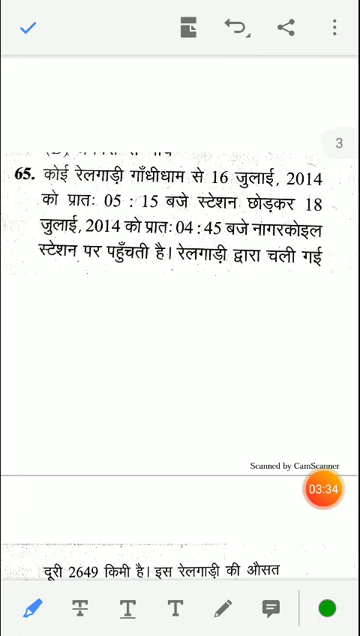 3
65. कोई रेलगाड़ी गाँधीधाम से 16 जुलाई, 2014
को प्रातः 05 : 15 बजे स्टेशन छोड़कर 18
जुलाई, 2014 को प्रातः 04 : 45 बजे नागरकोइल
स्टेशन पर पहुँचती है। रेलगाड़ी द्वारा चली गई
Scanned by CamScanner
03:34
दूरी 2649 किमी है। इस रेलगाड़ी की औसत
T T T